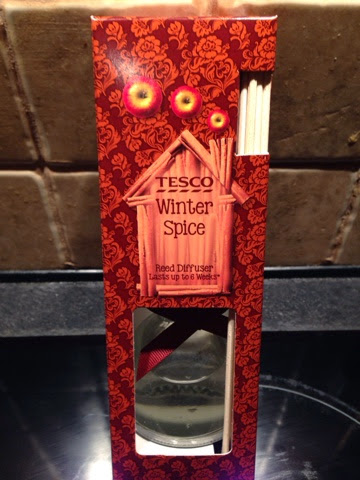 TESCO
Winter
Spice
Reed Diffuser
Lasts up to 6 Weeks*